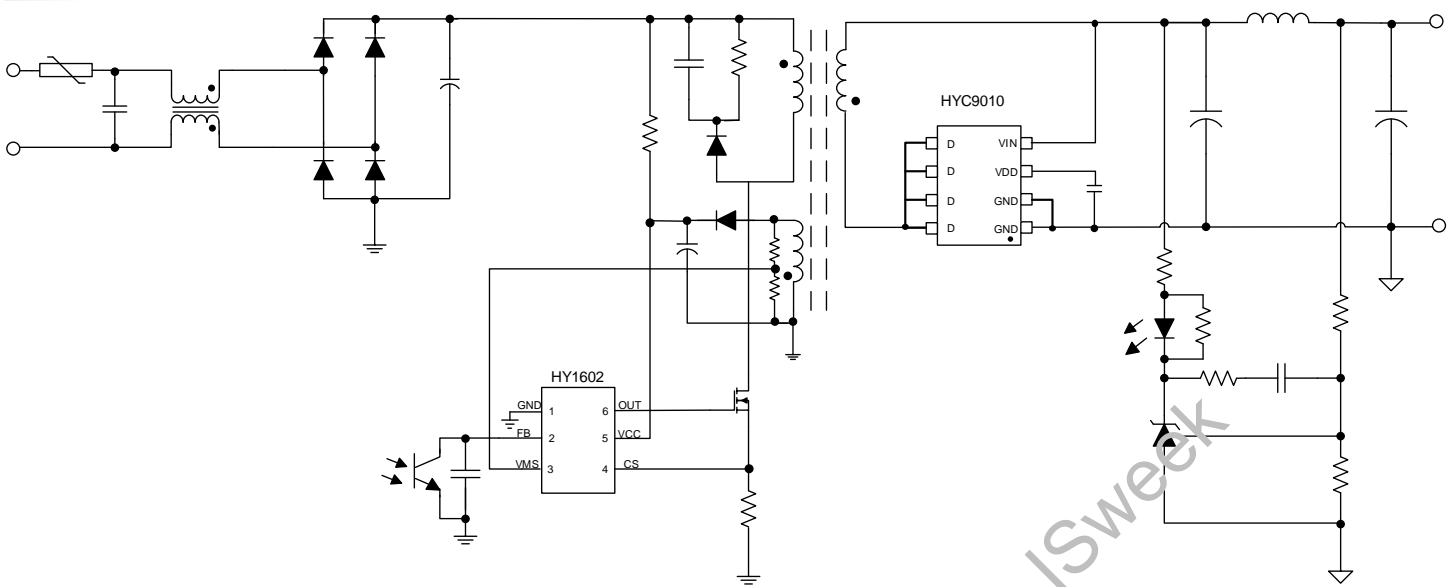 HYC9010
D VIN
D VDD
D GND
D GND
HY1602
GND 1 6 OUT
FB 2 5 VCC
VMS 3 4 CS
ISweek